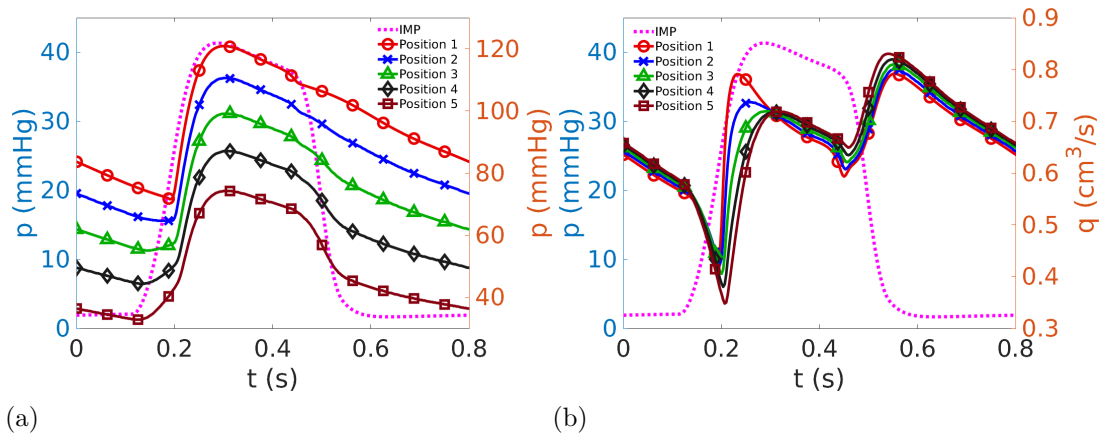 40
30
20
10
0
p (mmHg)
120
100
80
60
40
p (mmHg)
0 0.2 0.4 0.6 0.8
t (s)
IMP
Position 1
Position 2
Position 3
Position 4
Position 5
(a)
40
30
20
10
0
p (mmHg)
0.9
0.8
0.7
0.6
0.5
0.4
0.3
q (cm³/s)
0 0.2 0.4 0.6 0.8
t (s)
IMP
Position 1
Position 2
Position 3
Position 4
Position 5
(b)